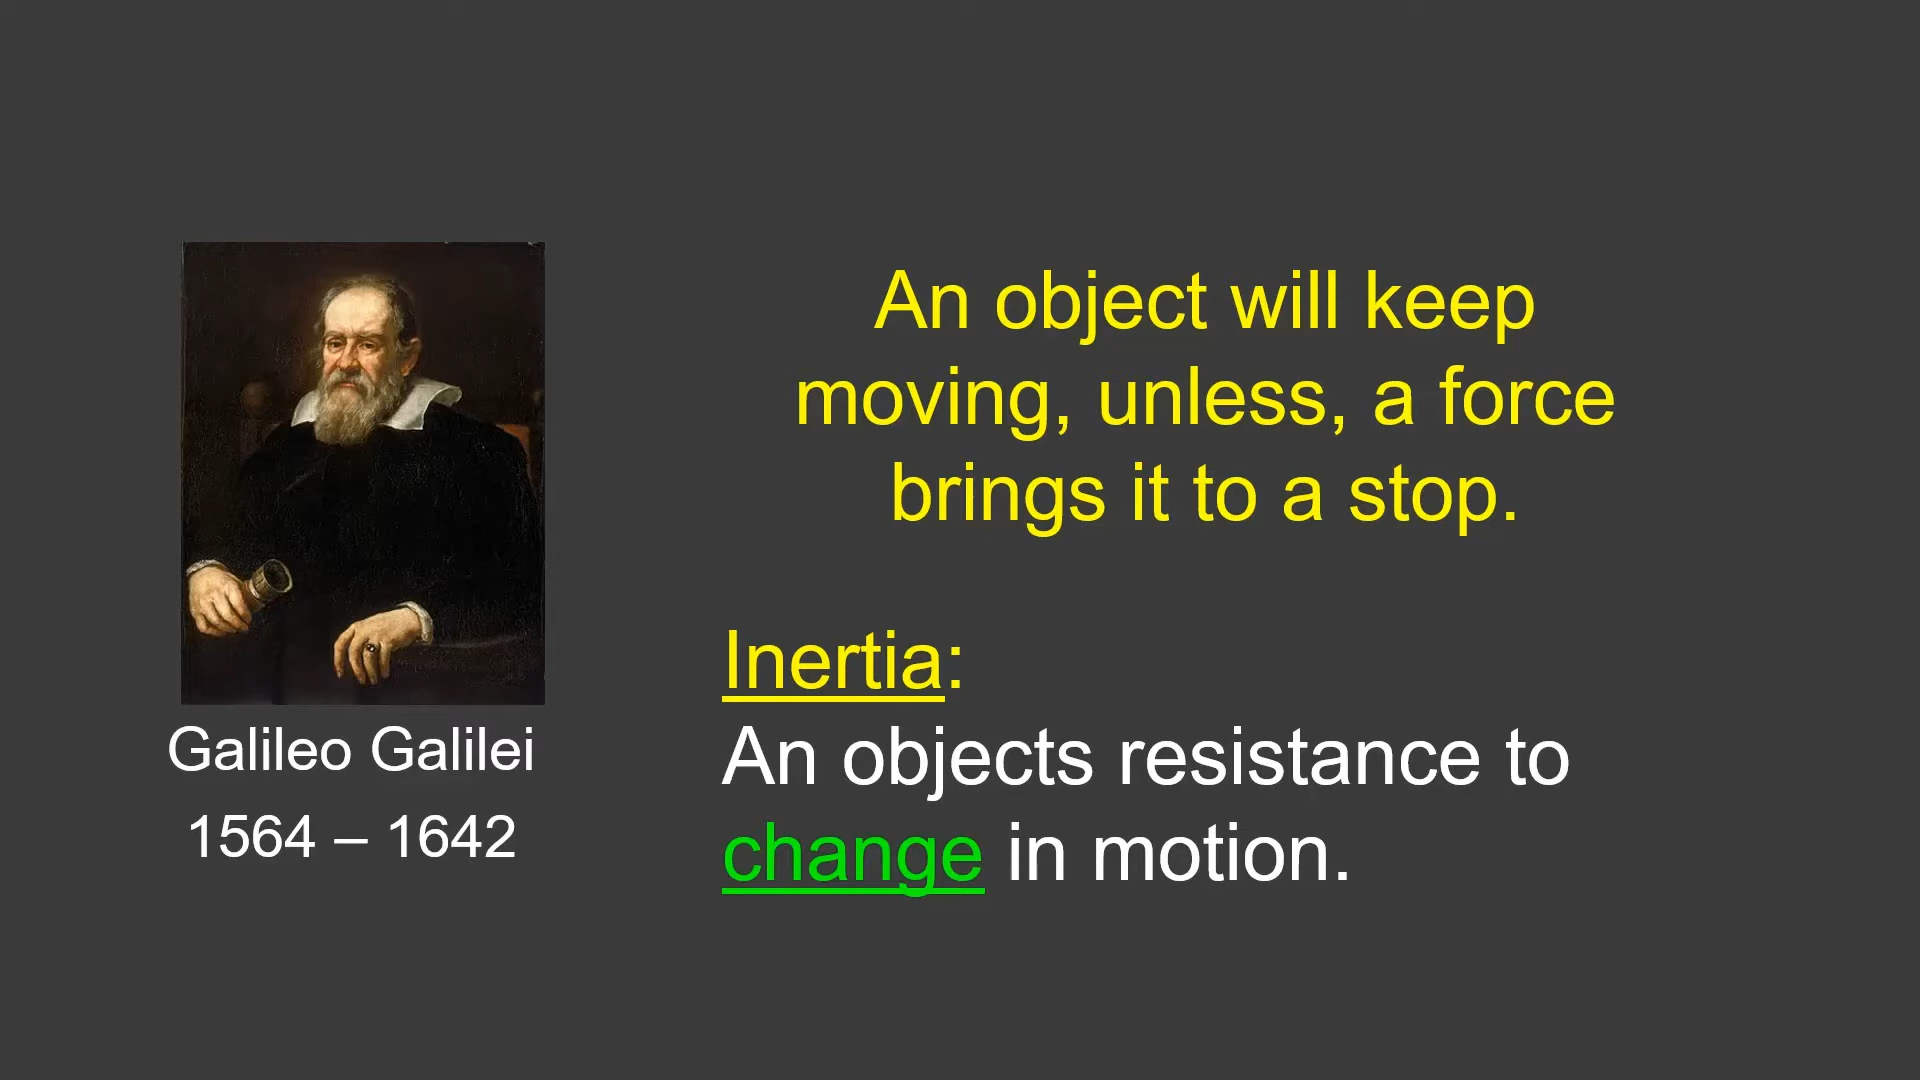 An object will keep
moving, unless, a force
brings it to a stop.
Inertia:
An objects resistance to
change in motion.
Galileo Galilei
1564 – 1642